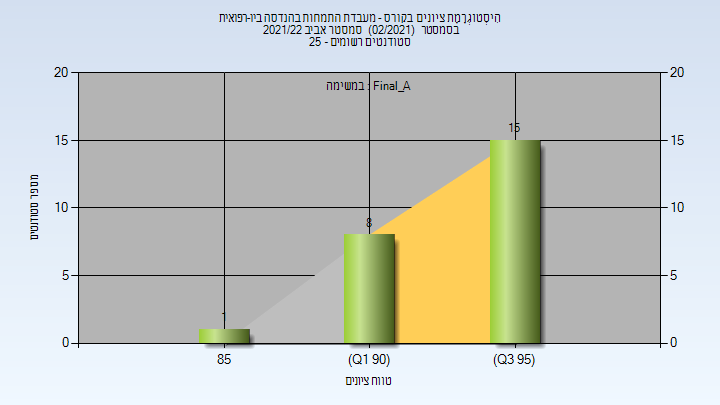 היסטוגרמת ציונים בקורס - מעבדת התמחות בהנדסה ביו-רפואית
בסמסטר (02/2021) סמסטר אביב 2021/22
סטודנטים רשומים - 25
במשימה : Final_A
20 20
15 15
10 10
5 5
0 0
1 8 15
85 (Q1 90) (Q3 95)
מספר סטודנטים
טווח ציונים